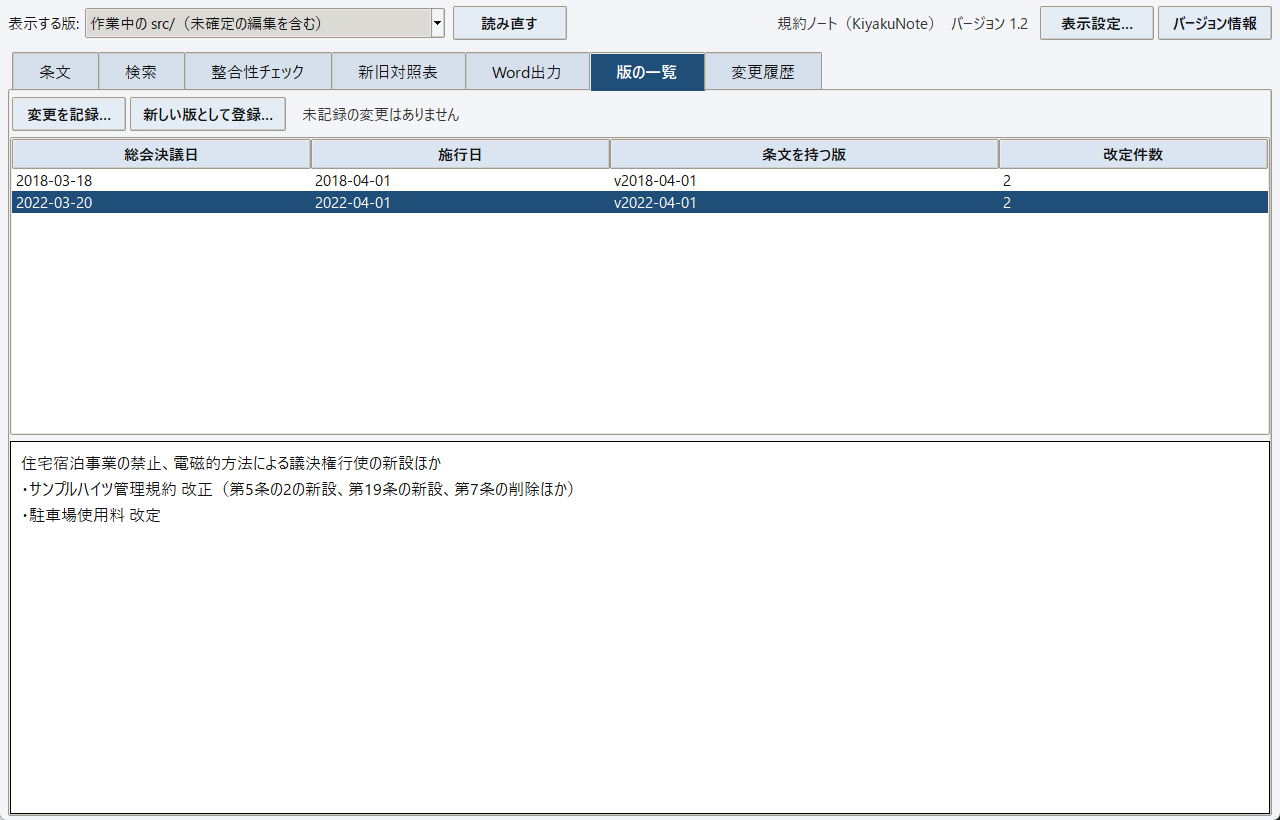 表示する版: 作業中の src/（未確定の編集を含む） 読み直す 規約ノート（KiyakuNote） バージョン 1.2 表示設定... バージョン情報
条文 検索 整合性チェック 新旧対照表 Word出力 版の一覧 変更履歴
変更を記録... 新しい版として登録... 未記録の変更はありません
総会決議日 施行日 条文を持つ版 改定件数
2018-03-18 2018-04-01 v2018-04-01 2
2022-03-20 2022-04-01 v2022-04-01 2
住宅宿泊事業の禁止、電磁的方法による議決権行使の新設ほか
・サンプルハイツ管理規約 改正（第5条の2の新設、第19条の新設、第7条の削除ほか）
・駐車場使用料 改定